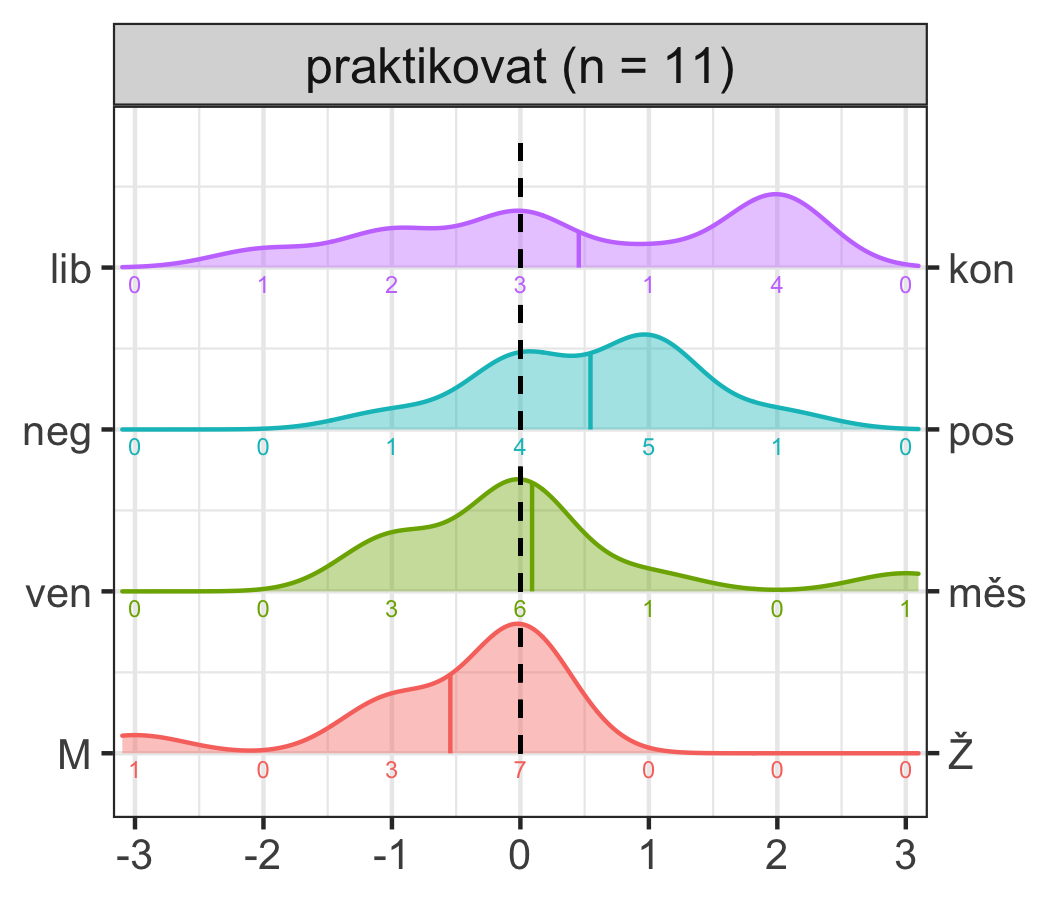 praktikovat (n = 11)
lib kon
0 1 2 3 1 4 0
neg pos
0 0 1 4 5 1 0
ven měs
0 0 3 6 1 0 1
M Ž
1 0 3 7 0 0 0
-3 -2 -1 0 1 2 3